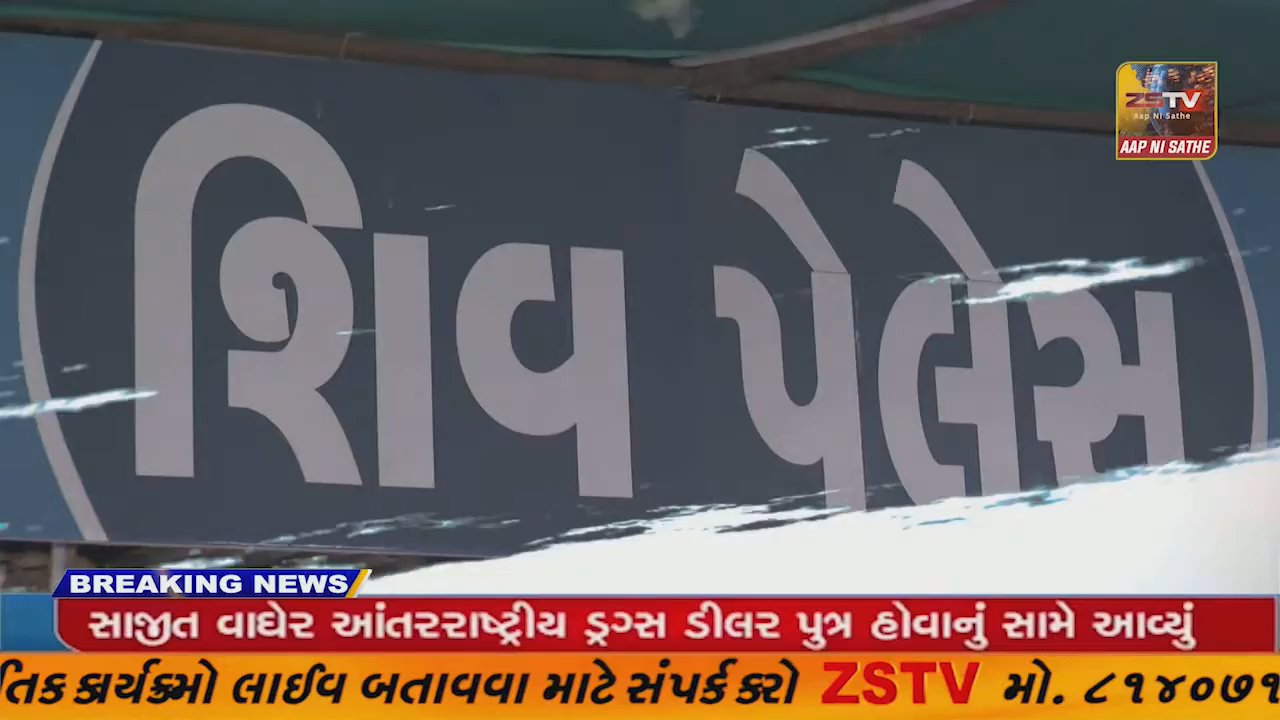 ZSTV
Aap Ni Sathe
AAP NI SATHE
શિવ પેલેસ
BREAKING NEWS
સાજીત વાઘેર આંતરરાષ્ટ્રીય ડ્રગ્સ ડીલર પુત્ર હોવાનું સામે આવ્યું
તિક કાર્યક્રમો લાઈવ બતાવવા માટે સંપર્ક કરો ZSTV મો. ૮૧૪૦૭૧